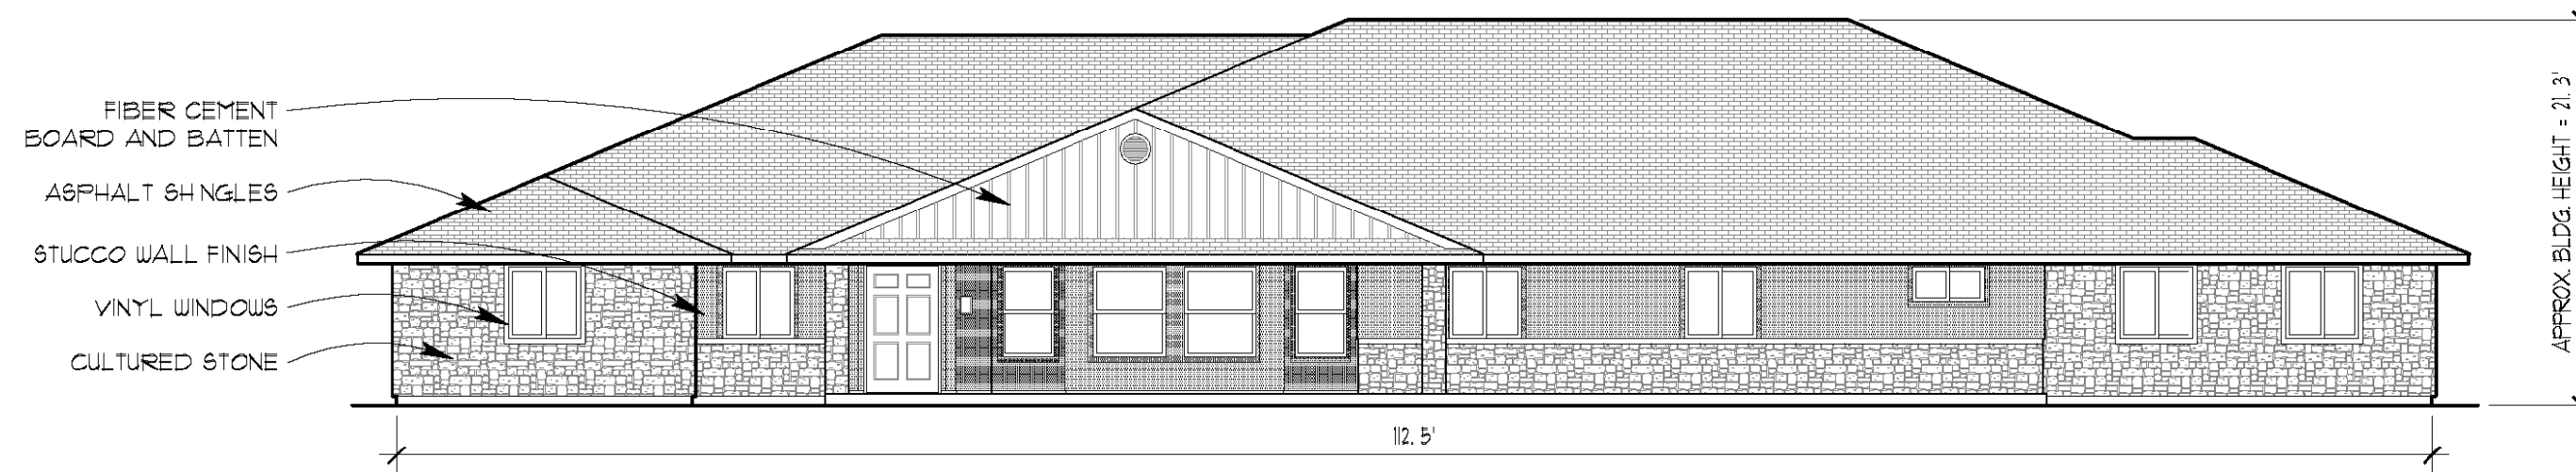 FIBER CEMENT
BOARD AND BATTEN
ASPHALT SH NGLES
STUCCO WALL FINISH
VINYL WINDOWS
CULTURED STONE
112.5'
APPROX. BLDG. HEIGHT = 21.3'